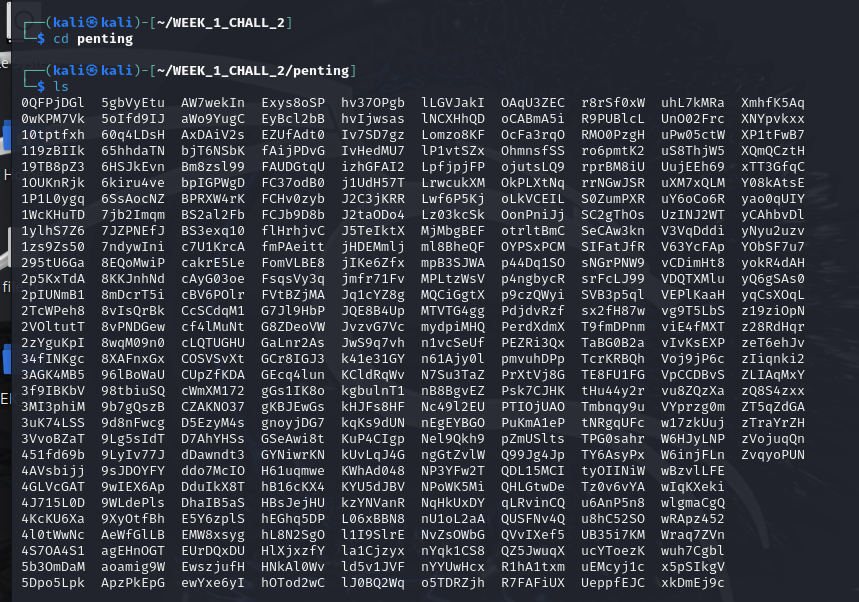 ┌──(kali㉿kali)-[~/WEEK_1_CHALL_2]
└─$ cd penting
┌──(kali㉿kali)-[~/WEEK_1_CHALL_2/penting]
└─$ ls
0QFPjDGl 5gbVyEtu AW7wekIn Exys8oSP hv37OPgb lLGVJakI OAqU3ZEC r8rSf0xW uhL7kMRa XmhfK5Aq
0wKPM7Vk 5oIfd9IJ aWo9YugC EyBcl2bB hvIjwsas lNCXHhQD oCABmA5i R9PUBlcL UnO02Frc XNYpvkxx
10tptfxh 60q4LDsH AxDAiV2s EZUfAdt0 Iv7SD7gz Lomzo8KF OcFa3rqO RMO0PzgH uPw05ctW XP1tFwB7
119zBIIk 65hhdaTN bjT6NSbK fAijPDvG IvHedMU7 lP1vtSZx OhmnsfSS ro6pmtK2 uS8ThjW5 XQmQCztH
19TB8pZ3 6HSJkEvn Bm8zsl99 FAUDGtqU izhGFAI2 LpfjpjFP ojutsLQ9 rprBM8iU UujEEh69 xTT3GfqC
1OUKnRjk 6kiru4ve bpIGPWgD FC37odB0 j1UdH57T LrwcukXM OkPLXtNq rrNGwJSR uXM7xQLM Y08kAtsE
1P1L0ygq 6SsAocNZ BPRXW4rK FCHv0zyb J2C3jKRR Lwf6P5Kj oLkVCEIL S0ZumPXR uY6oCo6R yao0qUIY
1WcKHuTD 7jb2Imqm BS2al2Fb FCJb9D8b J2taODo4 Lz03kcSk OonPniJj SC2gThOs UzINJ2WT yCAhbvDl
1ylhS7Z6 7JZPNEfJ BS3exq10 flHrhjvC J5TeIktX MjMbgBEF otrltBmC SeCAw3kn V3VqDddi yNyu2uzv
1zs9Zs50 7ndywIni c7U1KrcA fmPAeitt jHDEMmlj ml8BheQF OYPSxPCM SIFatJfR V63YcFAp YObSF7u7
295tU6Ga 8EQoMwiP cakrE5Le FomVLBE8 jIKe6Zfx mpB3SJWA p44Dq1SO sNGrPNW9 vCDimHt8 yokR4dAH
2p5KxTdA 8KKJnhNd cAyG03oe FsqsVy3q jmfr71Fv MPLtzWsV p4ngbycR srFcLJ99 VDQTXMlu yQ6gSAs0
2pIUNmB1 8mDcrT5i cBV6POlr FVtBZjMA Jq1cYZ8g MQCiGgtX p9czQWyi SVB3p5ql VEPlKaaH yqCsXOqL
2TcWPeh8 8vIsQrBk CcSCdqM1 G7Jl9HbP JQE8B4Up MTVTG4gg PdjdvRzf sx2fH87w vg9T5LbS z19ziOpN
2VOltutT 8vPNDGew cf4lMuNt G8ZDeoVW JvzvG7Vc mydpiMHQ PerdXdmX T9fmDPnm viE4fMXT z28RdHqr
2zYguKpI 8wqM09n0 cLQTUGHU GaLnr2As JwS9q7vh n1vcSeUf PEZRi3Qx TaBG0B2a vIvKsEXP zeT6ehJv
34fINKgc 8XAFnxGx COSVSvXt GCr8IGJ3 k41e31GY n61Ajy0l pmvuhDPp TcrKRBQh Voj9jP6c zIiqnki2
3AGK4MB5 96lBoWaU CUpZfKDA GEcq4lun KCldRqWv N7Su3TaZ PrXtVj8G TE8FU1FG VpCCDBvS ZLIAqMxY
3f9IBKbV 98tbiuSQ cWmXM172 gGs1IK8o kgbulnT1 nB8BgvEZ Psk7CJHK tHu44y2r vu8ZQzXa zQ8S4zxx
3MI3phiM 9b7gQszB CZAKNO37 gKBJEwGs kHJFs8HF Nc49l2EU PTIOjUAO Tmbnqy9u VYprzg0m ZT5qZdGA
3uK74LSS 9d8nFwcg D5EzyM4s gnoyjDG7 kqKs9dUN nEgEYBGO PuKmA1eP tNRgqUFc w17zkUuj zTraYrZH
3VvoBZaT 9Lg5sIdT D7AhYHSs GSeAwi8t KuP4CIgp Nel9Qkh9 pZmUSlts TPG0sahr W6HJyLNP zVojuqQn
451fd69b 9LyIv77J dDawndt3 GYNiwrKN kUvLqJ4G ngGtZvlW Q99Jg4Jp TY6AsyPx W6injFLn ZvqyoPUN
4AVsbijj 9sJDOYFY ddo7McIO H61uqmwe KWhAd048 NP3YFw2T QDL15MCI tyOIINiW wBzvlLFE
4GLVcGAT 9wIEX6Ap DduIkX8T hB16cKX4 KYU5dJBV NPoWK5Mi QHLGtwDe Tz0v6vYA wIqKXeki
4J715L0D 9WLdePls DhaIB5aS HBsJejHU kzYNVanR NqHkUxDY qLRvinCQ u6AnP5n8 wlgmaCgQ
4KcKU6Xa 9XyOtfBh E5Y6zplS hEGhq5DP L06xBBN8 nU1oL2aA QUSFNv4Q u8hC52SO wRApz452
4l0tWwNc AeWfGlLB EMW8xsyg hL8N2SgO l1I9SlrE NvZsOWbG QVvIXef5 UB35i7KM Wraq7ZVn
4S7OA4S1 agEHnOGT EUrDQxDU HlXjxzfY la1Cjzyx nYqk1CS8 QZ5JwuqX ucYToezK wuh7Cgbl
5b3OmDaM aoamig9W EwszjufH HNkAl0Wv ld5v1JVF nYYUwHcx R1hA1txm uEMcyj1c x5pSIkgV
5Dpo5Lpk ApzPkEpG ewYxe6yI hOTod2wC lJ0BQ2Wq o5TDRZjh R7FAFiUX UeppfEJC xkDmEj9c